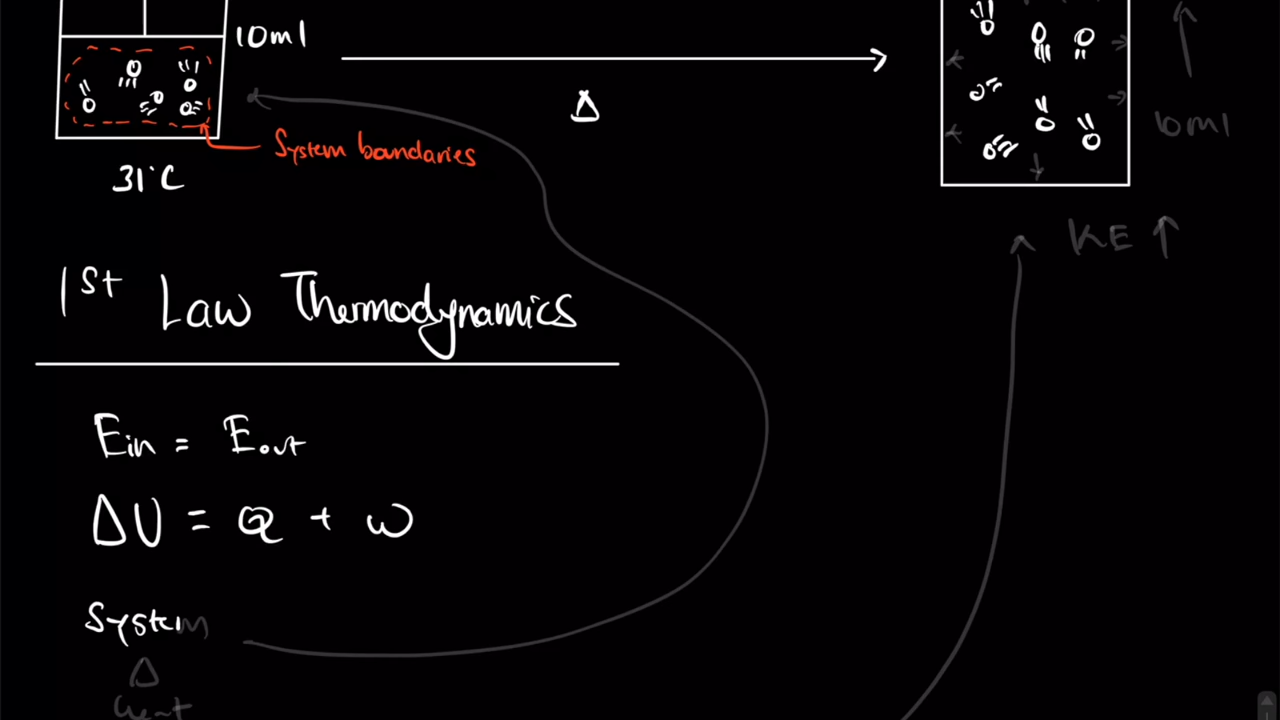 10ml
Δ
System boundaries
10ml
31°C
KE ↑
1st Law Thermodynamics
Ein = Eout
ΔU = Q + w
System
Δ